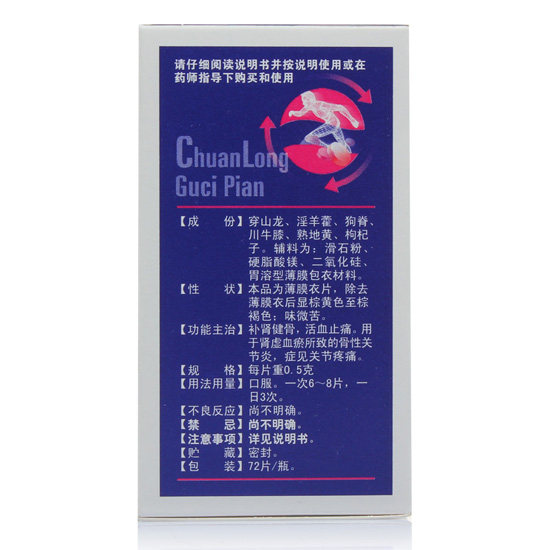 请仔细阅读说明书并按说明使用或在
药师指导下购买和使用
ChuanLong
Guci Pian
【成 份】穿山龙、淫羊藿、狗脊、
川牛膝、熟地黄、枸杞
子。辅料为：滑石粉、
硬脂酸镁、二氧化硅、
胃溶型薄膜包衣材料。
【性 状】本品为薄膜衣片，除去
薄膜衣后显棕黄色至棕
褐色；味微苦。
【功能主治】补肾健骨，活血止痛。用
于肾虚血瘀所致的骨性关
节炎，症见关节疼痛。
【规 格】每片重0.5克
【用法用量】口服。一次6～8片，一
日3次。
【不良反应】尚不明确。
【禁 忌】尚不明确。
【注意事项】详见说明书。
【贮 藏】密封。
【包 装】72片/瓶。